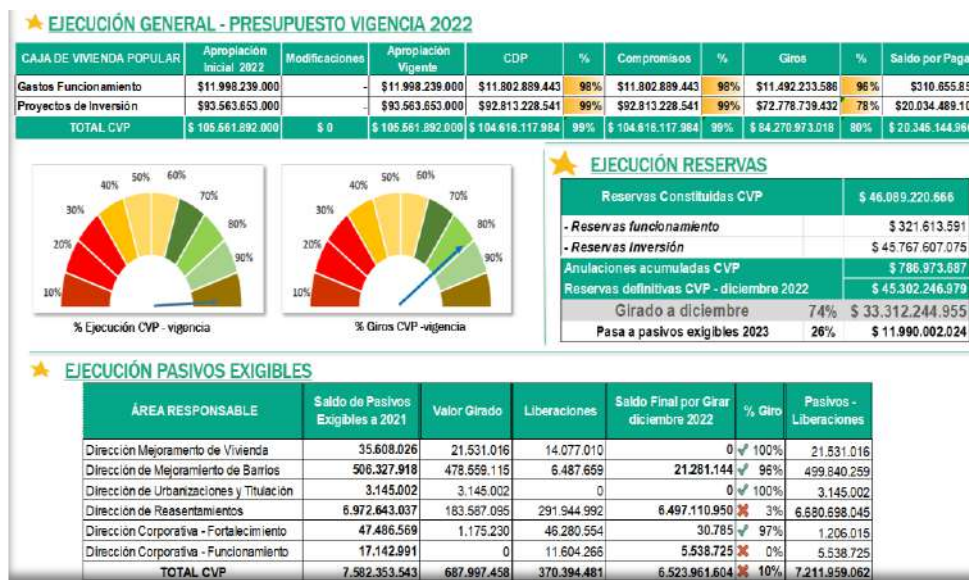 EJECUCIÓN GENERAL - PRESUPUESTO VIGENCIA 2022
CAJA DE VIVIENDA POPULAR Apropiación Inicial 2022 Modificaciones Apropiación Vigente CDP % Compromisos % Giros % Saldo por Paga
Gastos Funcionamiento $11.998.239.000 - $11.998.239.000 $11.802.889.443 98% $11.802.889.443 98% $11.492.233.586 96% $310.655.85
Proyectos de Inversión $93.563.653.000 - $93.563.653.000 $92.813.228.541 99% $92.813.228.541 99% $72.778.739.432 78% $20.034.489.10
TOTAL CVP $ 105.561.892.000 $ 0 $ 105.561.892.000 $ 104.616.117.984 99% $ 104.616.117.984 99% $ 84.270.973.018 80% $ 20.345.144.966
10% 20% 30% 40% 50% 60% 70% 80% 90%
% Ejecución CVP - vigencia
10% 20% 30% 40% 50% 60% 70% 80% 90%
% Giros CVP -vigencia
EJECUCIÓN RESERVAS
Reservas Constituidas CVP $ 46.089.220.666
- Reservas funcionamiento $ 321.613.591
- Reservas Inversión $ 45.767.607.075
Anulaciones acumuladas CVP $ 786.973.687
Reservas definitivas CVP - diciembre 2022 $ 45.302.246.979
Girado a diciembre 74% $ 33.312.244.955
Pasa a pasivos exigibles 2023 26% $ 11.990.002.024
EJECUCIÓN PASIVOS EXIGIBLES
ÁREA RESPONSABLE Saldo de Pasivos Exigibles a 2021 Valor Girado Liberaciones Saldo Final por Girar diciembre 2022 % Giro Pasivos - Liberaciones
Dirección Mejoramiento de Vivienda 35.608.026 21.531.016 14.077.010 0 ✔ 100% 21.531.016
Dirección de Mejoramiento de Barrios 506.327.918 478.559.115 6.487.659 21.281.144 ✔ 96% 499.840.259
Dirección de Urbanizaciones y Titulación 3.145.002 3.145.002 0 0 ✔ 100% 3.145.002
Dirección de Reasentamientos 6.972.643.037 183.587.095 291.944.992 6.497.110.950 ✖ 3% 6.680.698.045
Dirección Corporativa - Fortalecimiento 47.486.569 1.175.230 46.280.554 30.785 ✔ 97% 1.206.015
Dirección Corporativa - Funcionamiento 17.142.991 0 11.604.266 5.538.725 ✖ 0% 5.538.725
TOTAL CVP 7.582.353.543 687.997.458 370.394.481 6.523.961.604 ✖ 10% 7.211.959.062